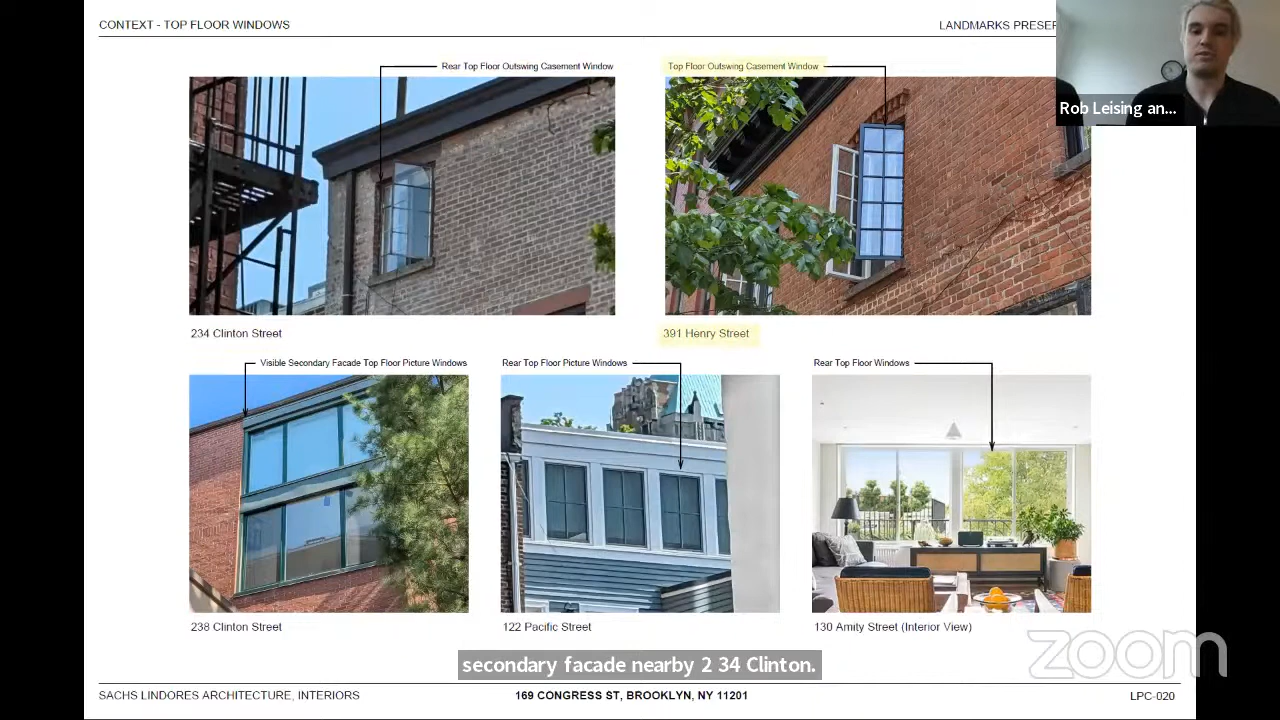 CONTEXT - TOP FLOOR WINDOWS
LANDMARKS
Rob Leising an...
Rear Top Floor Outswing Casement Window
Top Floor Outswing Casement Window
234 Clinton Street
391 Henry Street
Visible Secondary Facade Top Floor Picture Windows
Rear Top Floor Picture Windows
Rear Top Floor Windows
238 Clinton Street
122 Pacific Street
130 Amity Street (Interior View)
zoom
secondary facade nearby 2 34 Clinton.
SACHS LINDORES ARCHITECTURE, INTERIORS
169 CONGRESS ST, BROOKLYN, NY 11201
LPC-020